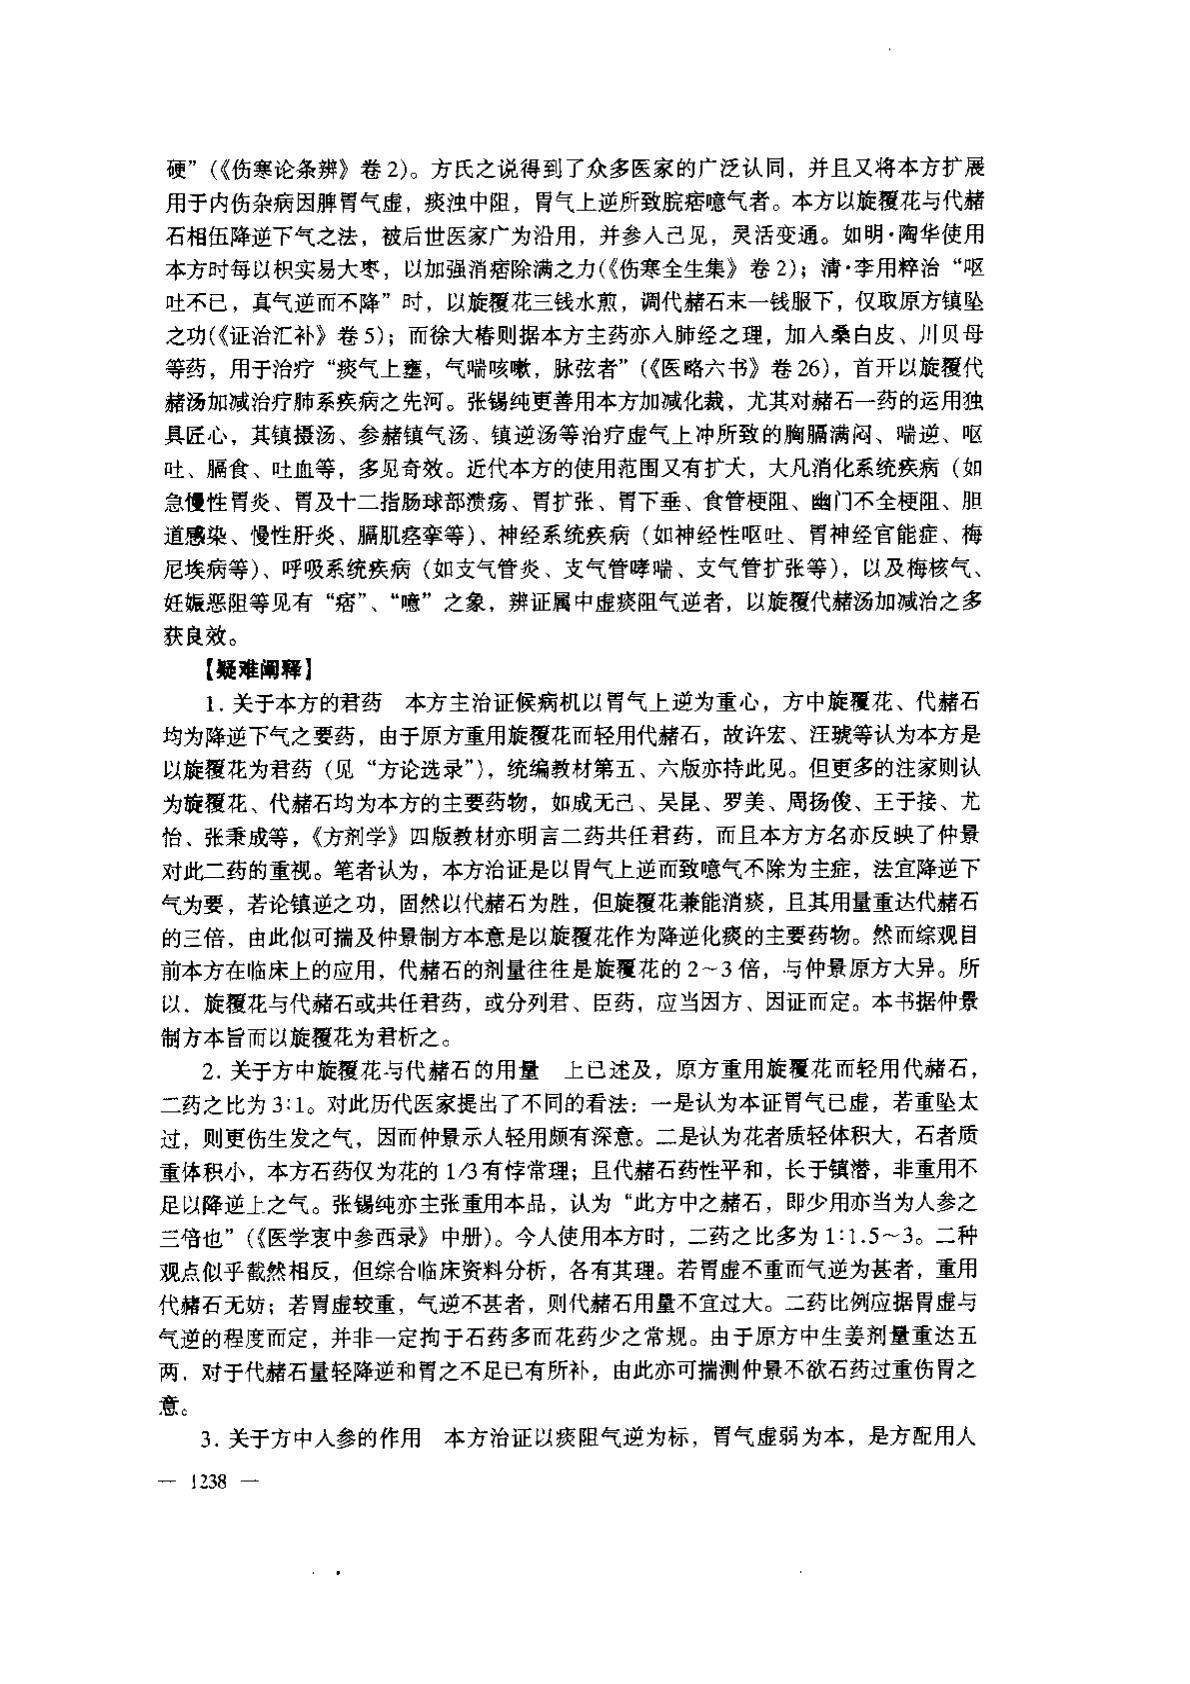 硬”(《伤寒论条辨》卷2)。方氏之说得到了众多医家的广泛认同，并且又将本方扩展
用于内伤杂病因脾胃气虚，痰浊中阻，胃气上逆所致脘痞噫气者。本方以旋覆花与代赭
石相伍降逆下气之法，被后世医家广为沿用，并参人己见，灵活变通。如明·陶华使用
本方时每以枳实易大枣，以加强消痞除满之力(《伤寒全生集》卷2)；清·李用粹治“呕
吐不已，真气逆而不降”时，以旋覆花三钱水煎，调代赭石末一钱服下，仅取原方镇坠
之功(《证治汇补》卷5)；而徐大椿则据本方主药亦人肺经之理，加人桑白皮、川贝母
等药，用于治疗“痰气上壅，气喘咳嗽，脉弦者”(《医略六书》卷26)，首开以旋覆代
赭汤加减治疗肺系疾病之先河。张锡纯更善用本方加减化裁，尤其对赭石一药的运用独
具匠心，其镇摄汤、参赭镇气汤、镇逆汤等治疗虚气上冲所致的胸膈满闷、喘逆、呕
吐、膈食、吐血等，多见奇效。近代本方的使用范围又有扩大，大凡消化系统疾病（如
急慢性胃炎、胃及十二指肠球部溃疡、胃扩张、胃下垂、食管梗阻、幽门不全梗阻、胆
道感染、慢性肝炎、膈肌痉挛等）、神经系统疾病（如神经性呕吐、胃神经官能症、梅
尼埃病等）、呼吸系统疾病（如支气管炎、支气管哮喘、支气管扩张等），以及梅核气、
妊娠恶阻等见有“痞”、“噫”之象，辨证属中虚痰阻气逆者，以旋覆代赭汤加减治之多
获良效。
【疑难阐释】
1. 关于本方的君药　本方主治证候病机以胃气上逆为重心，方中旋覆花、代赭石
均为降逆下气之要药，由于原方重用旋覆花而轻用代赭石，故许宏、汪琥等认为本方是
以旋覆花为君药（见“方论选录”），统编教材第五、六版亦持此见。但更多的注家则认
为旋覆花、代赭石均为本方的主要药物，如成无己、吴昆、罗美、周扬俊、王子接、尤
怡、张秉成等，《方剂学》四版教材亦明言二药共任君药，而且本方方名亦反映了仲景
对此二药的重视。笔者认为，本方治证是以胃气上逆而致噫气不除为主症，法宜降逆下
气为要，若论镇逆之功，固然以代赭石为胜，但旋覆花兼能消痰，且其用量重达代赭石
的三倍，由此似可揣及仲景制方本意是以旋覆花作为降逆化痰的主要药物。然而综观目
前本方在临床上的应用，代赭石的剂量往往是旋覆花的2～3倍，与仲景原方大异。所
以，旋覆花与代赭石或共任君药，或分列君、臣药，应当因方、因证而定。本书据仲景
制方本旨而以旋覆花为君析之。
2. 关于方中旋覆花与代赭石的用量　上已述及，原方重用旋覆花而轻用代赭石，
二药之比为3∶1。对此历代医家提出了不同的看法：一是认为本证胃气已虚，若重坠太
过，则更伤生发之气，因而仲景示人轻用颇有深意。二是认为花者质轻体积大，石者质
重体积小，本方石药仅为花的1/3有悖常理；且代赭石药性平和，长于镇潜，非重用不
足以降逆上之气。张锡纯亦主张重用本品，认为“此方中之赭石，即少用亦当为人参之
三倍也”(《医学衷中参西录》中册)。今人使用本方时，二药之比多为1∶1.5～3。二种
观点似乎截然相反，但综合临床资料分析，各有其理。若胃虚不重而气逆为甚者，重用
代赭石无妨；若胃虚较重，气逆不甚者，则代赭石用量不宜过大。二药比例应据胃虚与
气逆的程度而定，并非一定拘于石药多而花药少之常规。由于原方中生姜剂量重达五
两，对于代赭石量轻降逆和胃之不足已有所补，由此亦可揣测仲景不欲石药过重伤胃之
意。
3. 关于方中人参的作用　本方治证以痰阻气逆为标，胃气虚弱为本，是方配用人
— 1238 —